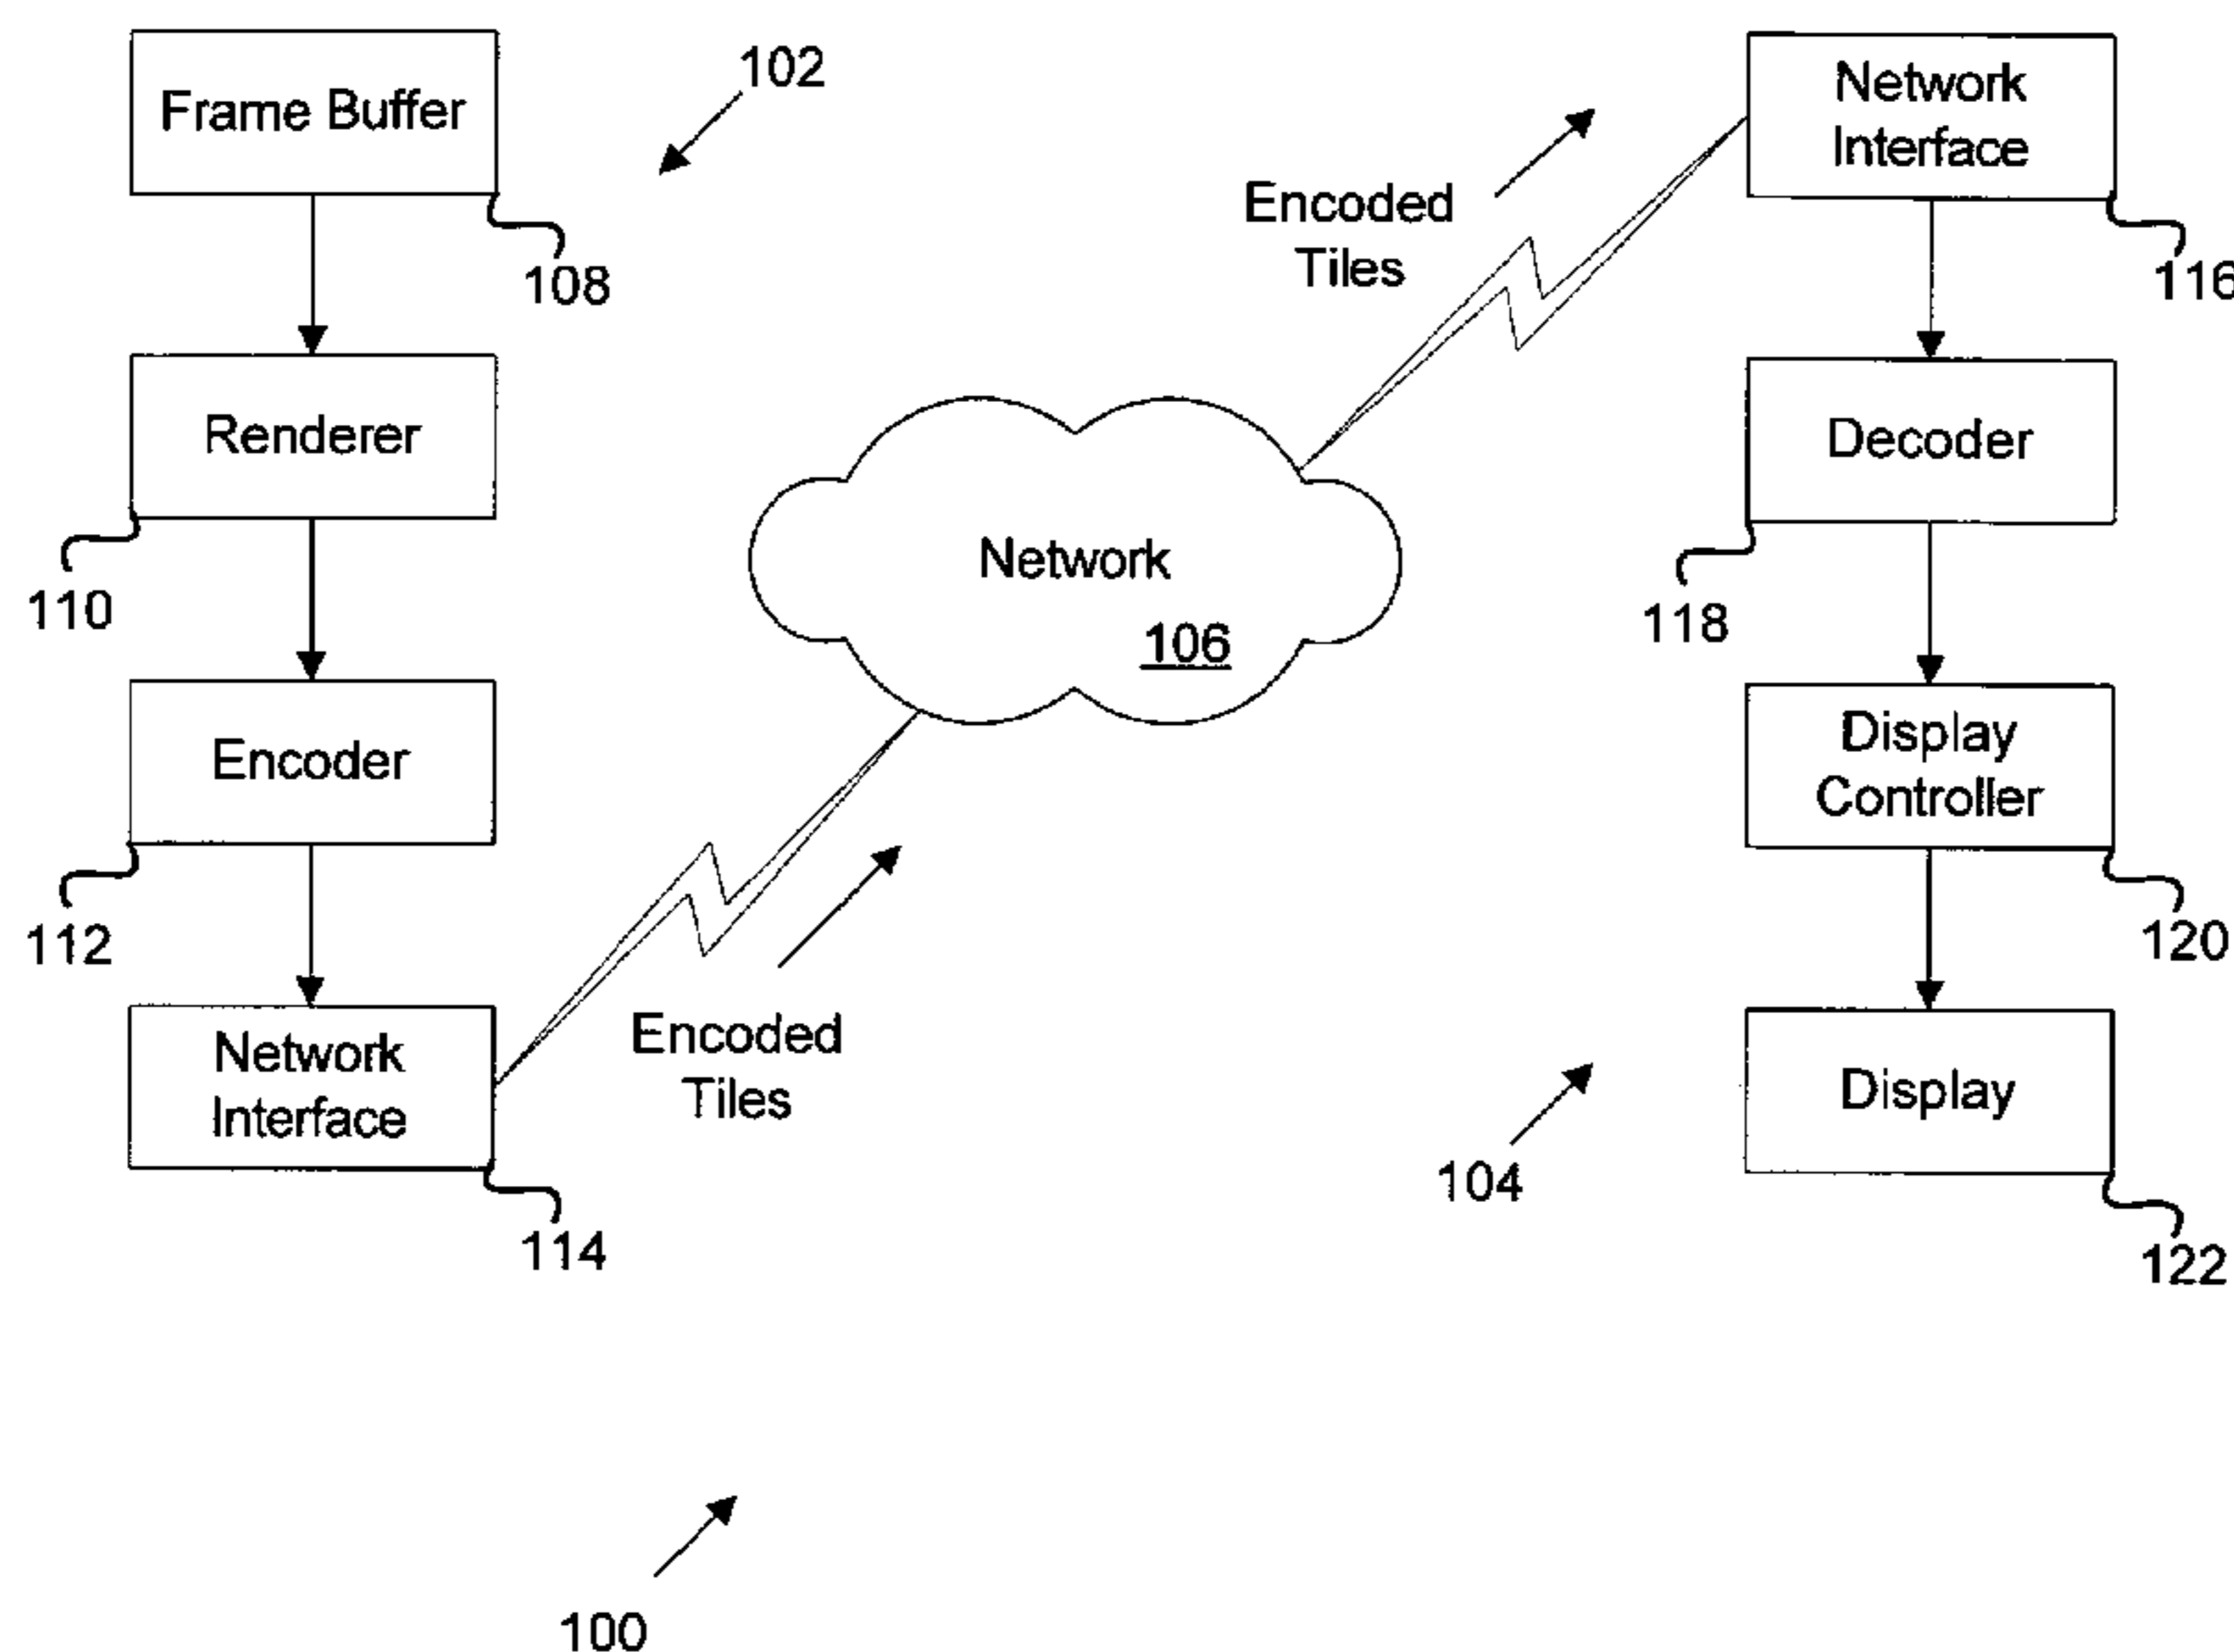 Frame Buffer
108
102
Renderer
110
Encoder
112
Network
Interface
114
Encoded
Tiles
Network
106
Encoded
Tiles
Network
Interface
116
Decoder
118
Display
Controller
120
Display
122
104
100